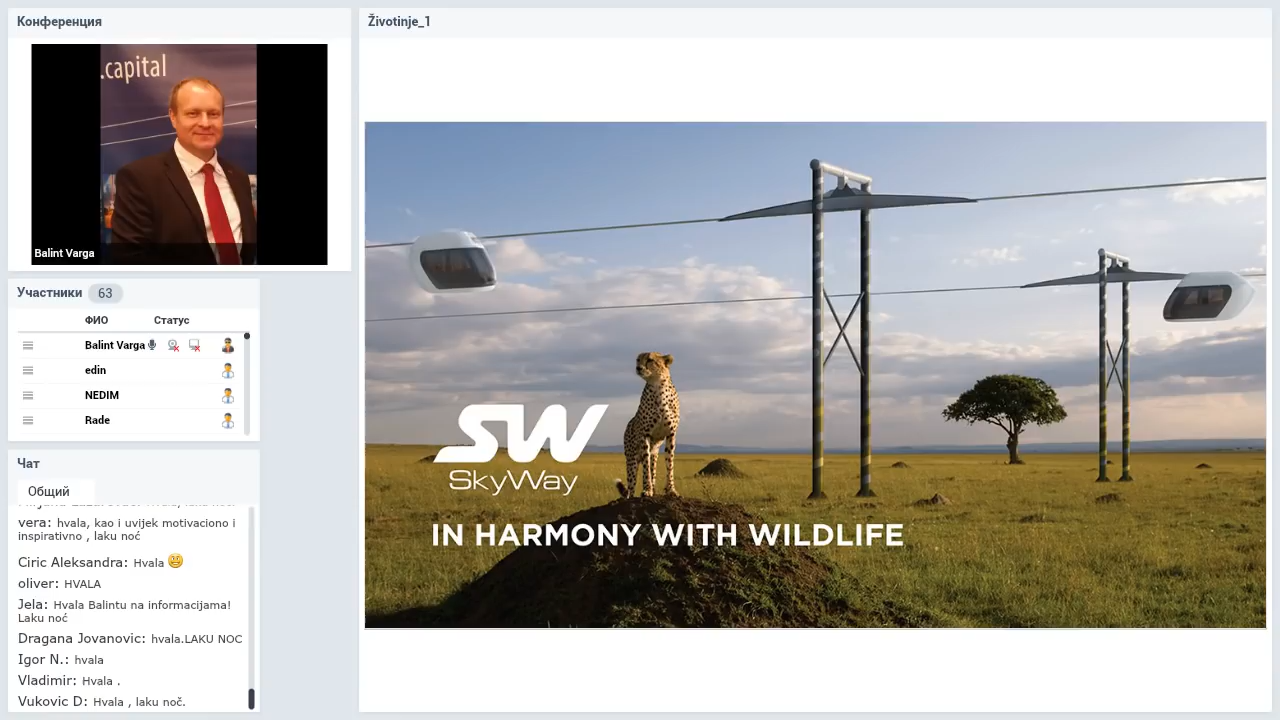 Конференция
.capital
Balint Varga
Участники 63
ФИО Статус
Balint Varga
edin
NEDIM
Rade
Чат
Общий
vera: hvala, kao i uvijek motivaciono i
inspirativno , laku noć
Ciric Aleksandra: Hvala
oliver: HVALA
Jela: Hvala Balintu na informacijama!
Laku noć
Dragana Jovanovic: hvala.LAKU NOC
Igor N.: hvala
Vladimir: Hvala .
Vukovic D: Hvala , laku noč.
Životinje_1
SW
SkyWay
IN HARMONY WITH WILDLIFE